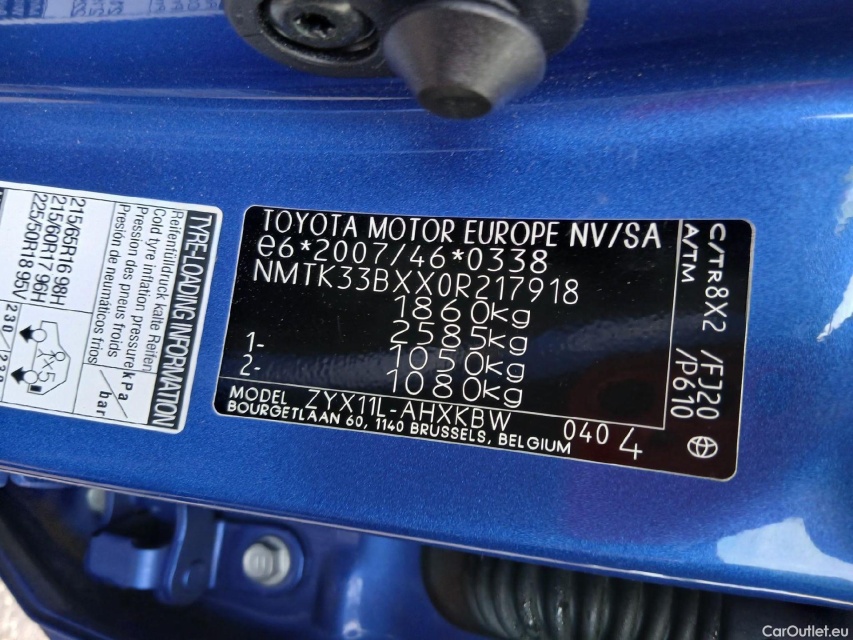 TOYOTA MOTOR EUROPE NV/SA
e6*2007/46*0338
NMTK33BXX0R217918
1860kg
2585kg
1- 1050kg
2- 1080kg
MODEL ZYX11L-AHXKBW
BOURGETLAAN 60, 1140 BRUSSELS, BELGIUM
040 4
C/TR8X2 /FJ20
A/TM /P610
TYRE-LOADING INFORMATION
Reifenfülldruck kalte Reifen
Cold tyre inflation pressure
Pression des pneus froids
Presión de neumáticos fríos
kPa/
bar
215/65R16 98H
215/60R17 96H
225/50R18 95V
230/
x5
CarOutlet.eu